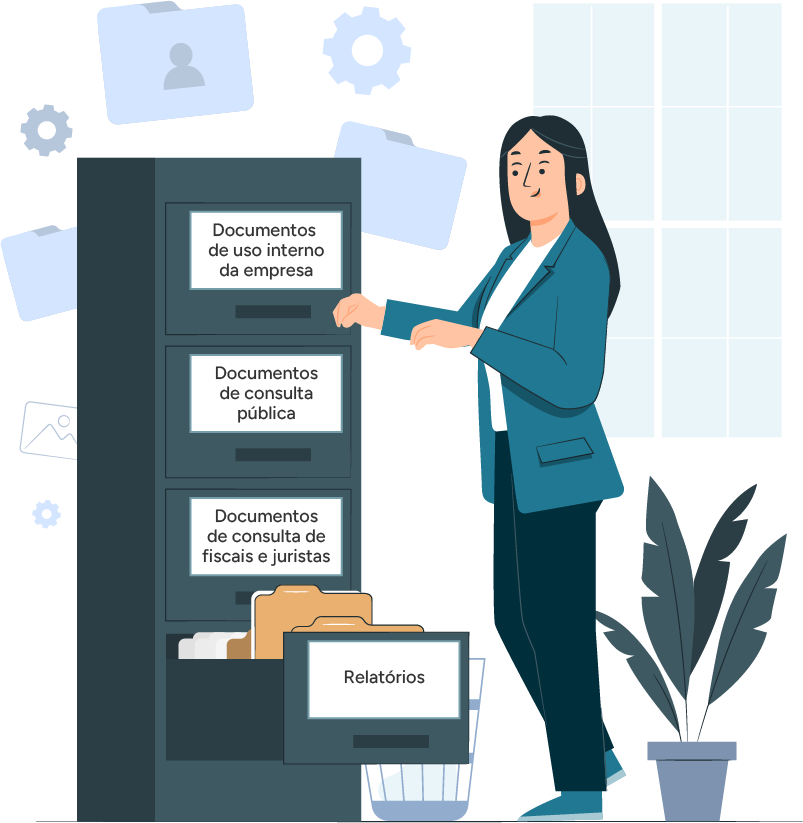 Documentos
de uso interno
da empresa
Documentos
de consulta
pública
Documentos
de consulta de
fiscais e juristas
Relatórios